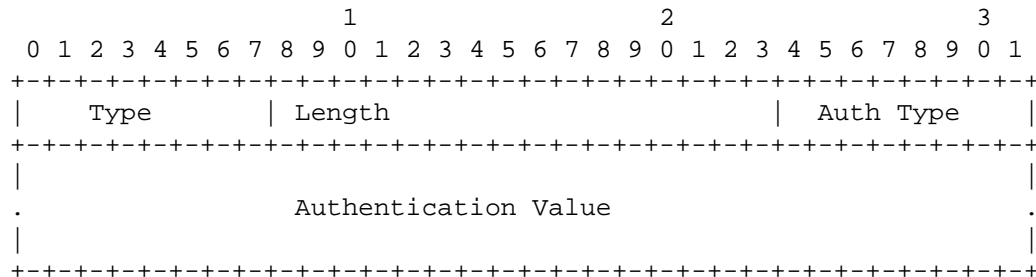 1                   2                   3
 0 1 2 3 4 5 6 7 8 9 0 1 2 3 4 5 6 7 8 9 0 1 2 3 4 5 6 7 8 9 0 1
+-+-+-+-+-+-+-+-+-+-+-+-+-+-+-+-+-+-+-+-+-+-+-+-+-+-+-+-+-+-+-+-+
|    Type       | Length                        |  Auth Type    |
+-+-+-+-+-+-+-+-+-+-+-+-+-+-+-+-+-+-+-+-+-+-+-+-+-+-+-+-+-+-+-+-+
|                                                               |
.                 Authentication Value                          .
|                                                               |
+-+-+-+-+-+-+-+-+-+-+-+-+-+-+-+-+-+-+-+-+-+-+-+-+-+-+-+-+-+-+-+-+